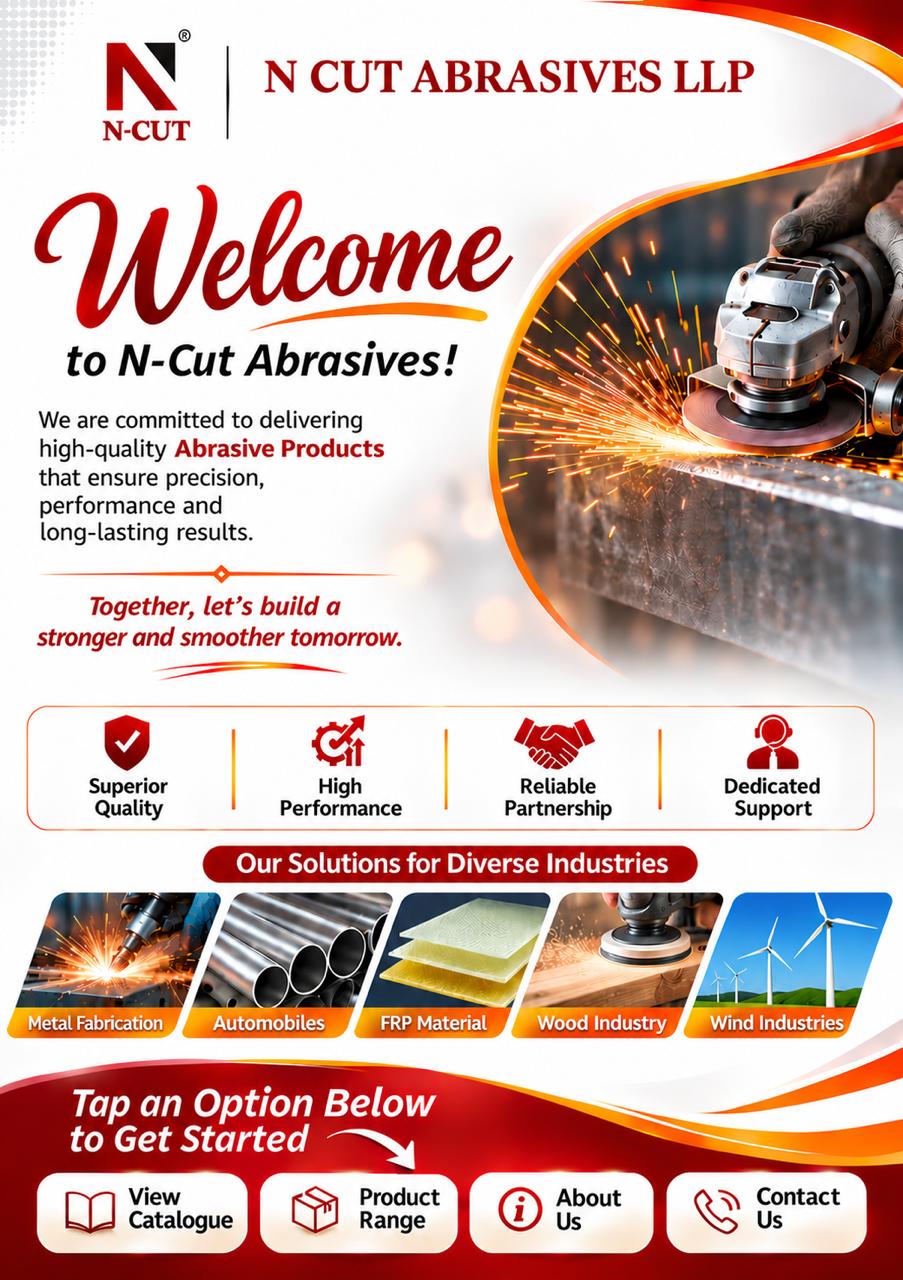 ®
N-CUT
N CUT ABRASIVES LLP
Welcome
to N-Cut Abrasives!
We are committed to delivering
high-quality Abrasive Products
that ensure precision,
performance and
long-lasting results.
Together, let's build a
stronger and smoother tomorrow.
Superior
Quality
High
Performance
Reliable
Partnership
Dedicated
Support
Our Solutions for Diverse Industries
Metal Fabrication
Automobiles
FRP Material
Wood Industry
Wind Industries
Tap an Option Below
to Get Started
View
Catalogue
Product
Range
About
Us
Contact
Us